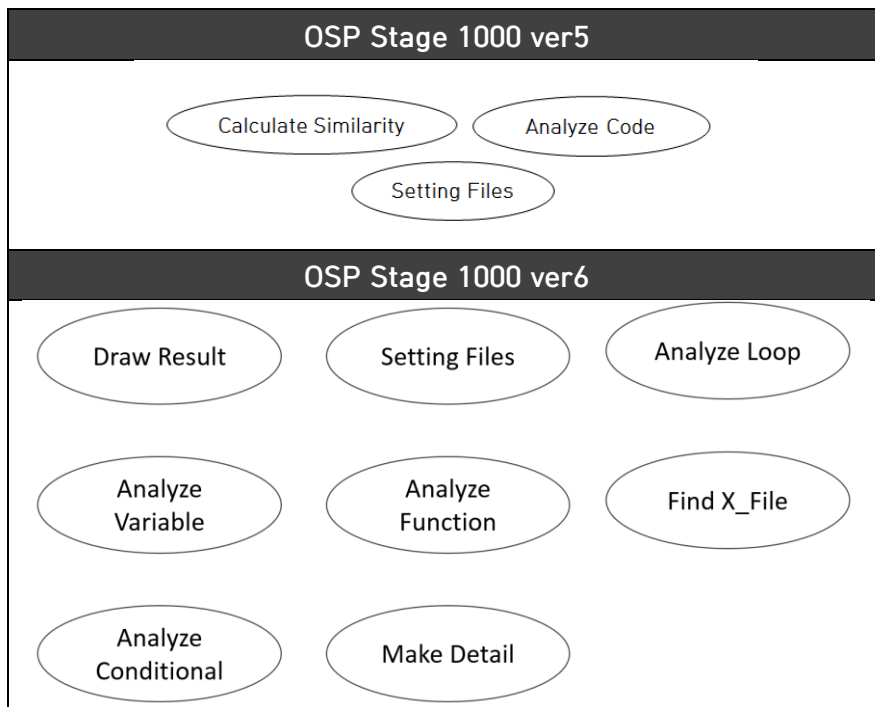 OSP Stage 1000 ver5
Calculate Similarity
Analyze Code
Setting Files
OSP Stage 1000 ver6
Draw Result
Setting Files
Analyze Loop
Analyze
Variable
Analyze
Function
Find X_File
Analyze
Conditional
Make Detail